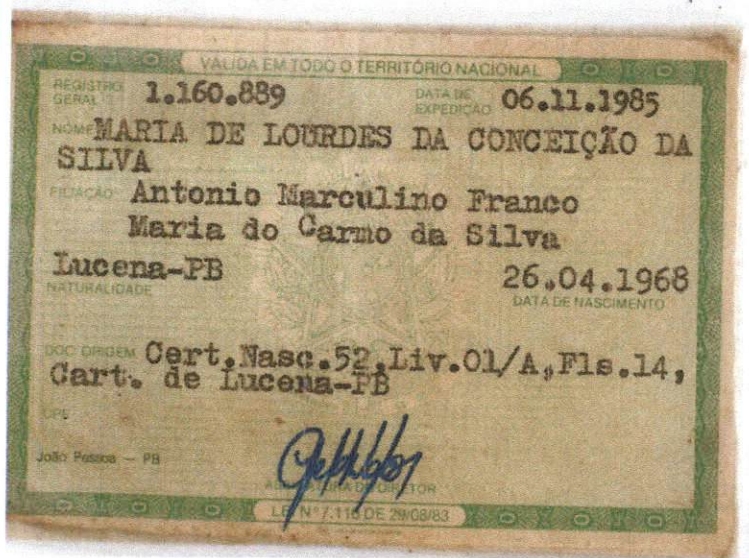 VÁLIDA EM TODO O TERRITÓRIO NACIONAL
REGISTRO GERAL 1.160.889 DATA DE EXPEDIÇÃO 06.11.1985
NOME MARIA DE LOURDES DA CONCEIÇÃO DA
SILVA
FILIAÇÃO Antonio Marculino Franco
Maria do Carmo da Silva
Lucena-PB 26.04.1968
NATURALIDADE DATA DE NASCIMENTO
DOC ORIGEM Cert.Nasc.52,Liv.01/A,Fls.14,
Cart. de Lucena-PB
CPF
João Pessoa — PB
ASSINATURA DO DIRETOR
LEI Nº 7.116 DE 29/08/83